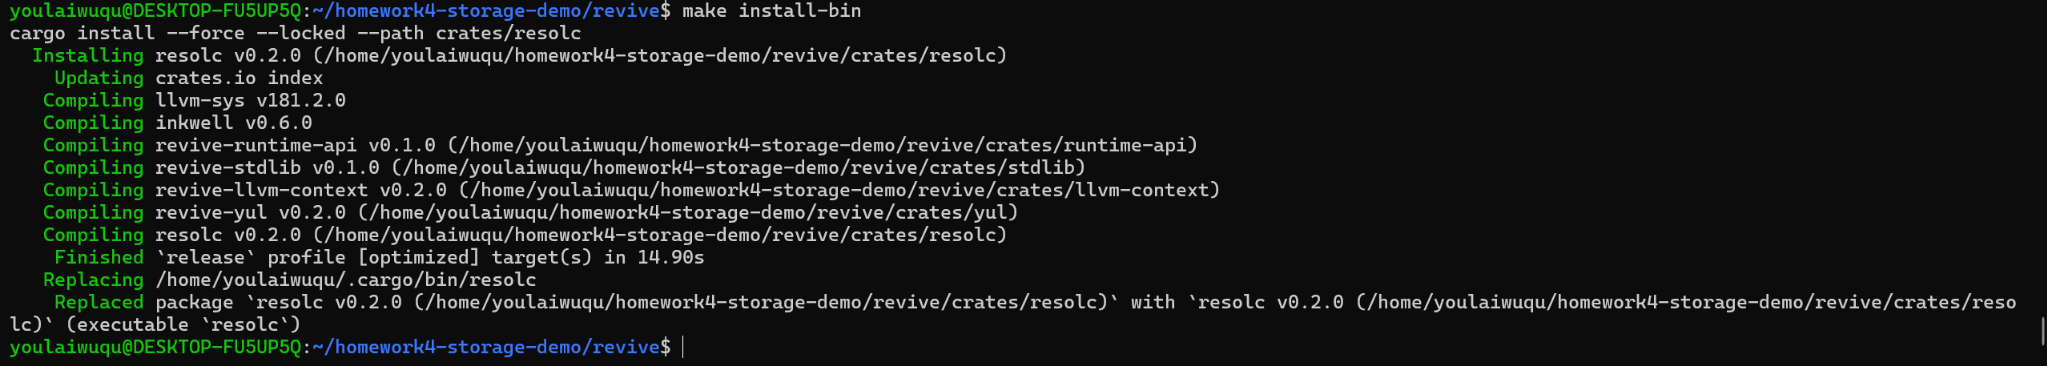 youlaiwuqu@DESKTOP-FU5UP5Q:~/homework4-storage-demo/revive$ make install-bin
cargo install --force --locked --path crates/resolc
  Installing resolc v0.2.0 (/home/youlaiwuqu/homework4-storage-demo/revive/crates/resolc)
    Updating crates.io index
   Compiling llvm-sys v181.2.0
   Compiling inkwell v0.6.0
   Compiling revive-runtime-api v0.1.0 (/home/youlaiwuqu/homework4-storage-demo/revive/crates/runtime-api)
   Compiling revive-stdlib v0.1.0 (/home/youlaiwuqu/homework4-storage-demo/revive/crates/stdlib)
   Compiling revive-llvm-context v0.2.0 (/home/youlaiwuqu/homework4-storage-demo/revive/crates/llvm-context)
   Compiling revive-yul v0.2.0 (/home/youlaiwuqu/homework4-storage-demo/revive/crates/yul)
   Compiling resolc v0.2.0 (/home/youlaiwuqu/homework4-storage-demo/revive/crates/resolc)
    Finished `release` profile [optimized] target(s) in 14.90s
   Replacing /home/youlaiwuqu/.cargo/bin/resolc
    Replaced package `resolc v0.2.0 (/home/youlaiwuqu/homework4-storage-demo/revive/crates/resolc)` with `resolc v0.2.0 (/home/youlaiwuqu/homework4-storage-demo/revive/crates/reso
lc)` (executable `resolc`)
youlaiwuqu@DESKTOP-FU5UP5Q:~/homework4-storage-demo/revive$